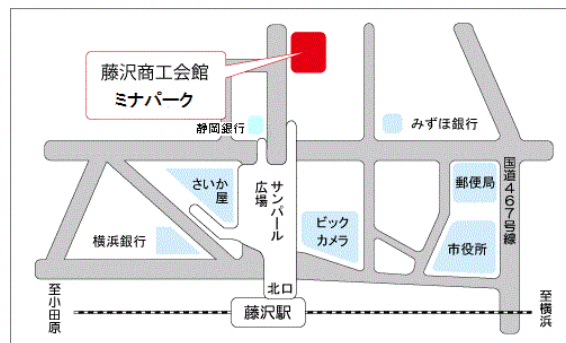 藤沢商工会館
ミナパーク
静岡銀行
みずほ銀行
さいか
屋
サンパール
広場
ビック
カメラ
郵便局
市役所
国道467号線
横浜銀行
北口
藤沢駅
至小田原
至横浜